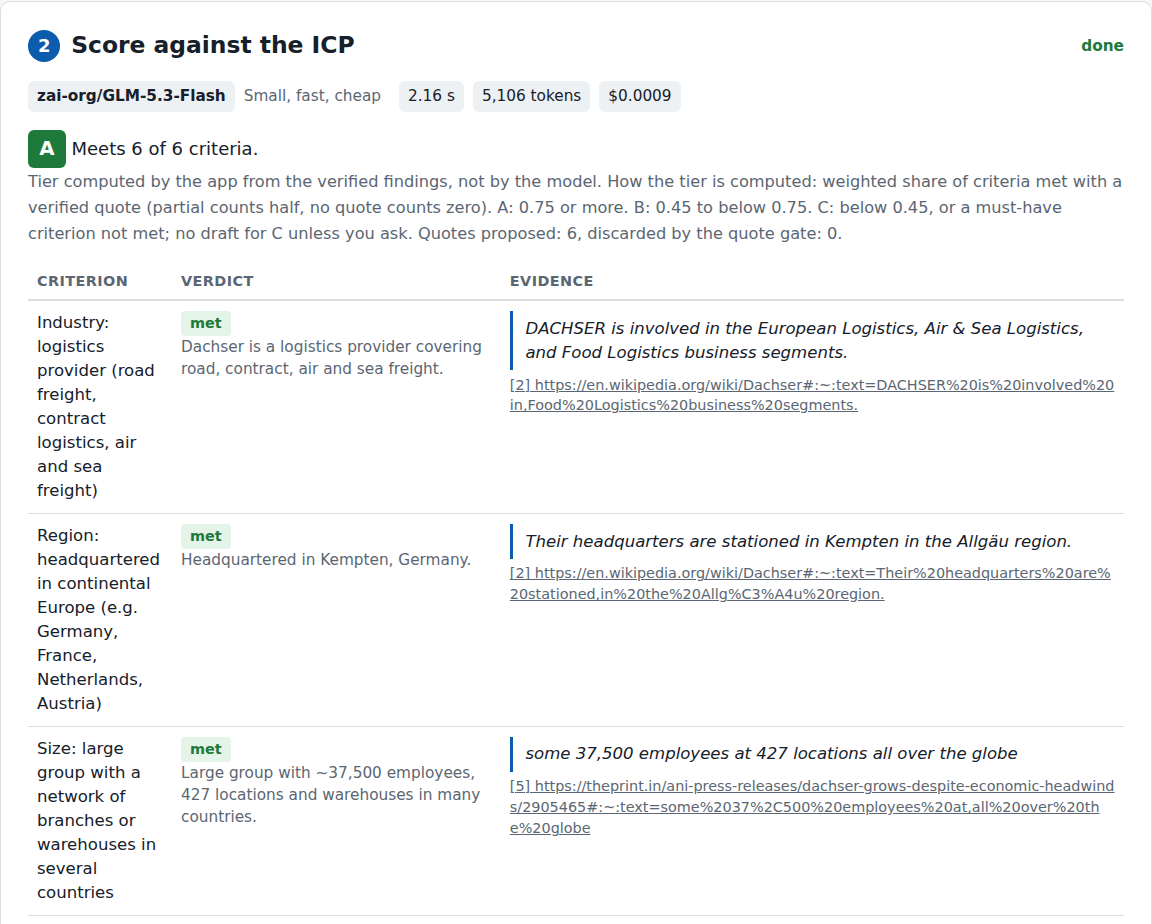 2 Score against the ICP done
zai-org/GLM-5.3-Flash Small, fast, cheap 2.16 s 5,106 tokens $0.0009
A Meets 6 of 6 criteria.
Tier computed by the app from the verified findings, not by the model. How the tier is computed: weighted share of criteria met with a
verified quote (partial counts half, no quote counts zero). A: 0.75 or more. B: 0.45 to below 0.75. C: below 0.45, or a must-have
criterion not met; no draft for C unless you ask. Quotes proposed: 6, discarded by the quote gate: 0.
CRITERION VERDICT EVIDENCE
Industry:
logistics
provider (road
freight,
contract
logistics, air
and sea
freight)
met
Dachser is a logistics provider covering
road, contract, air and sea freight.
DACHSER is involved in the European Logistics, Air & Sea Logistics,
and Food Logistics business segments.
[2] https://en.wikipedia.org/wiki/Dachser#:~:text=DACHSER%20is%20involved%20
in,Food%20Logistics%20business%20segments.
Region:
headquartered
in continental
Europe (e.g.
Germany,
France,
Netherlands,
Austria)
met
Headquartered in Kempten, Germany.
Their headquarters are stationed in Kempten in the Allgäu region.
[2] https://en.wikipedia.org/wiki/Dachser#:~:text=Their%20headquarters%20are%
20stationed,in%20the%20Allg%C3%A4u%20region.
Size: large
group with a
network of
branches or
warehouses in
several
countries
met
Large group with ~37,500 employees,
427 locations and warehouses in many
countries.
some 37,500 employees at 427 locations all over the globe
[5] https://theprint.in/ani-press-releases/dachser-grows-despite-economic-headwind
s/2905465#:~:text=some%2037%2C500%20employees%20at,all%20over%20th
e%20globe